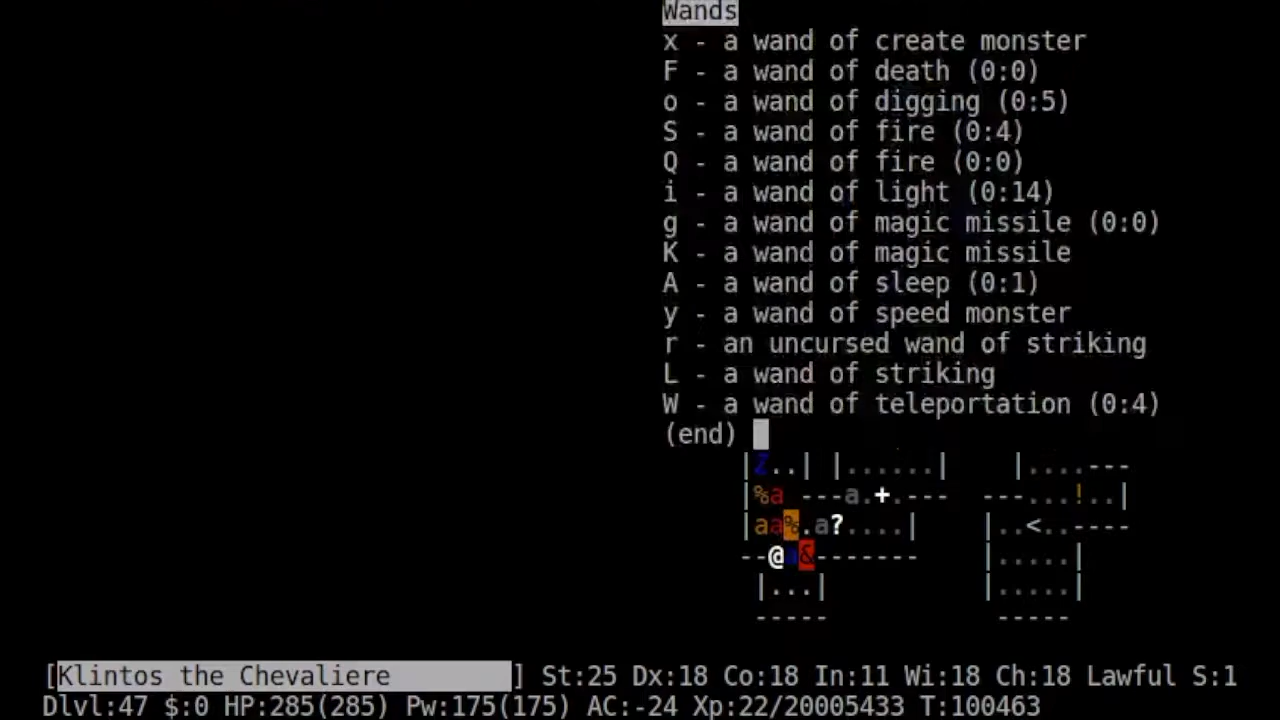 Wands
x - a wand of create monster
F - a wand of death (0:0)
o - a wand of digging (0:5)
S - a wand of fire (0:4)
Q - a wand of fire (0:0)
i - a wand of light (0:14)
g - a wand of magic missile (0:0)
K - a wand of magic missile
A - a wand of sleep (0:1)
y - a wand of speed monster
r - an uncursed wand of striking
L - a wand of striking
W - a wand of teleportation (0:4)
(end)
|Z..| |......| |....---
|%a ---a.+.--- ---...!..|
|aa%.a?....| |..<..----
--@a&------- |.....|
|...| |.....|
----- -----
[Klintos the Chevaliere ] St:25 Dx:18 Co:18 In:11 Wi:18 Ch:18 Lawful S:1
Dlvl:47 $:0 HP:285(285) Pw:175(175) AC:-24 Xp:22/20005433 T:100463